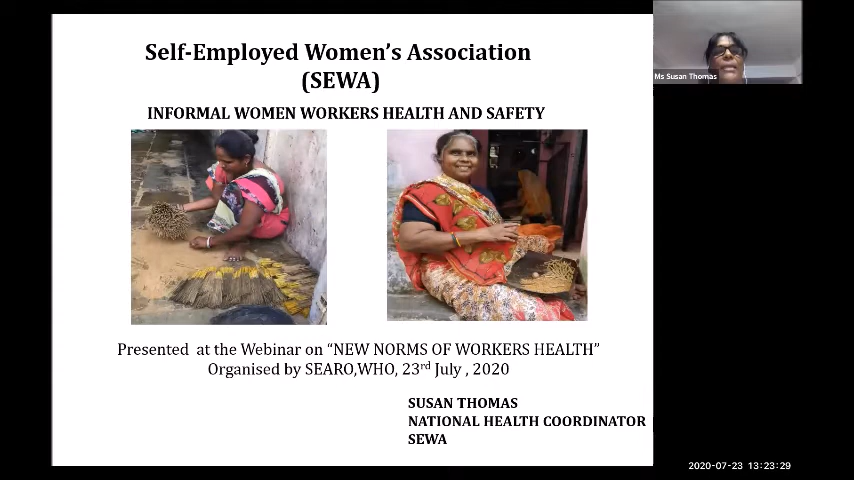 Self-Employed Women's Association
(SEWA)
INFORMAL WOMEN WORKERS HEALTH AND SAFETY
Presented at the Webinar on “NEW NORMS OF WORKERS HEALTH”
Organised by SEARO,WHO, 23rd July , 2020
SUSAN THOMAS
NATIONAL HEALTH COORDINATOR
SEWA
Ms Susan Thomas
2020-07-23 13:23:29